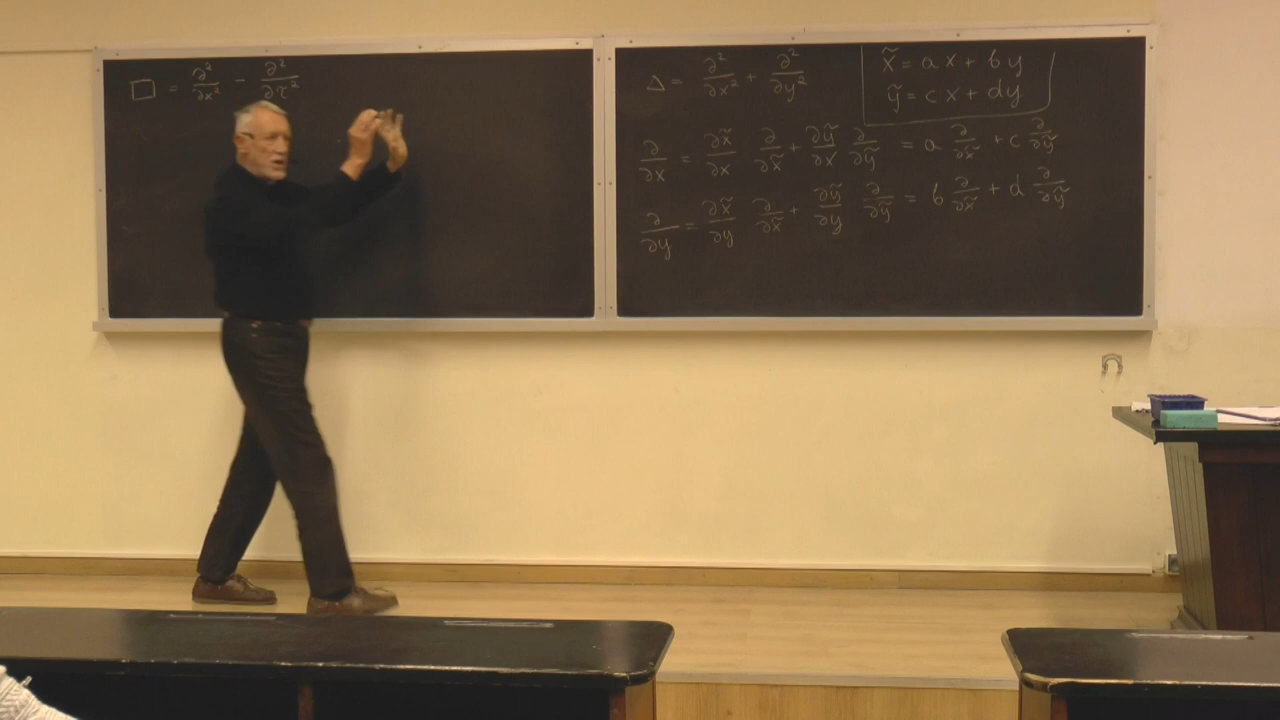 □ = ∂²/∂x² − ∂²/∂τ²
Δ = ∂²/∂x² + ∂²/∂y²
x̃ = ax + by
ỹ = cx + dy
∂/∂x = ∂x̃/∂x ∂/∂x̃ + ∂ỹ/∂x ∂/∂ỹ = a ∂/∂x̃ + c ∂/∂ỹ
∂/∂y = ∂x̃/∂y ∂/∂x̃ + ∂ỹ/∂y ∂/∂ỹ = b ∂/∂x̃ + d ∂/∂ỹ